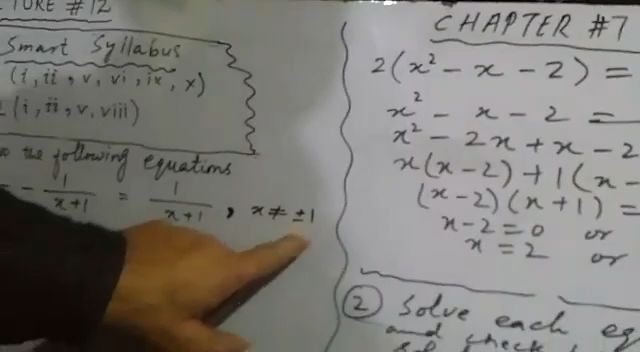 TURE #12
Smart Syllabus
(i, ii, v, vi, ix, x)
(i, ii, v, viii)
the following equations
- 1/(x+1) = 1/(x+1), x ≠ ±1
CHAPTER #7
2(x² - x - 2) =
x² - x - 2 =
x² - 2x + x - 2
x(x-2) + 1(x-
(x-2)(x+1) =
x-2 = 0 or
x = 2 or
② Solve each eq
and check